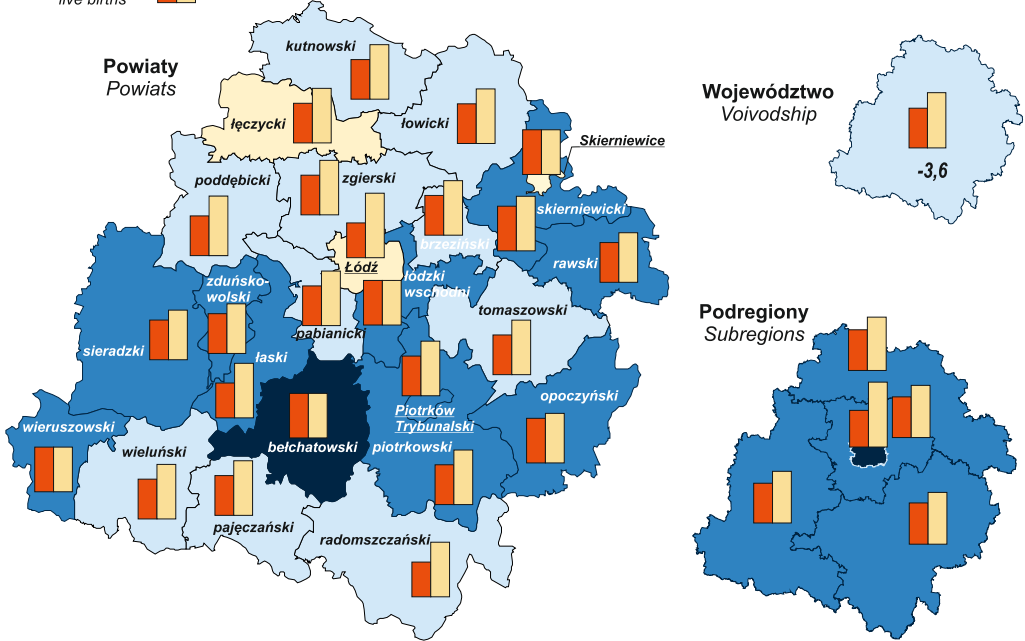 live births
Powiaty
Powiats
kutnowski
łęczycki
łowicki
Skierniewice
poddębicki
zgierski
skierniewicki
brzeziński
rawski
Łódź
łódzki
wschodni
zduńsko-
wolski
pabianicki
tomaszowski
sieradzki
łaski
opoczyński
Piotrków
Trybunalski
wieruszowski
wieluński
bełchatowski
piotrkowski
pajęczański
radomszczański
Województwo
Voivodship
-3,6
Podregiony
Subregions